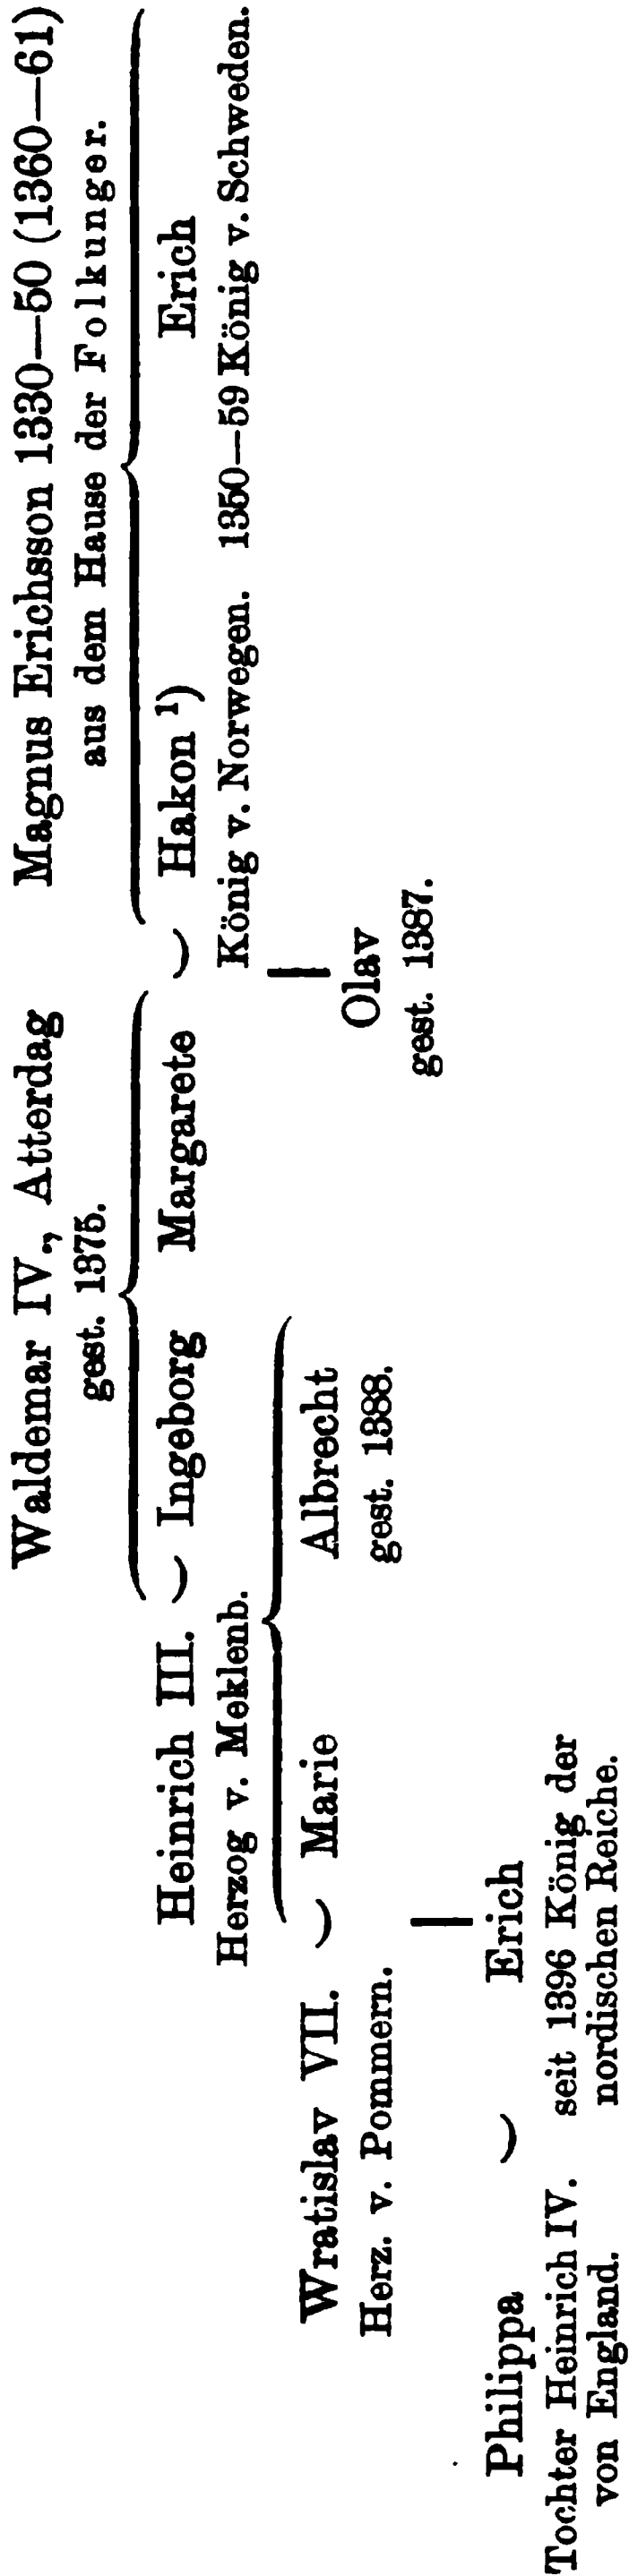 Waldemar IV., Atterdag
gest. 1375.
Magnus Erichsson 1330—50 (1360—61)
aus dem Hause der Folkunger.
Heinrich III. ⌣ Ingeborg
Herzog v. Meklenb.
Margarete ⌣ Hakon ¹)
König v. Norwegen.
Erich
1350—59 König v. Schweden.
Wratislav VII. ⌣ Marie
Herz. v. Pommern.
Albrecht
gest. 1388.
Olav
gest. 1387.
Philippa ⌣ Erich
Tochter Heinrich IV.
von England.
seit 1396 König der
nordischen Reiche.